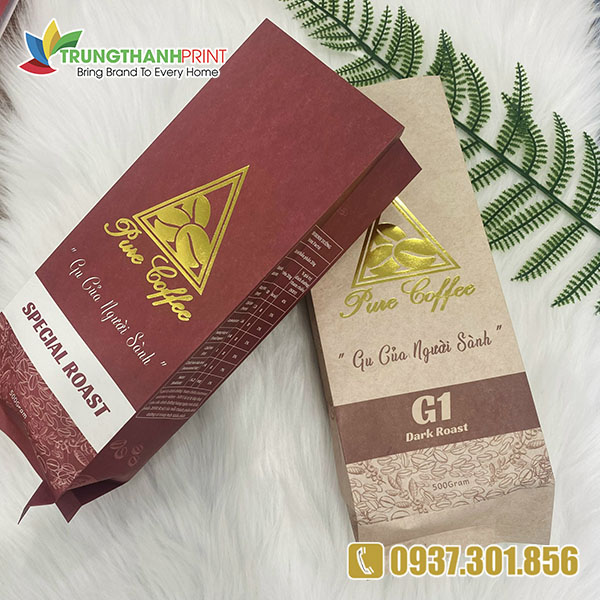 TRUNGTHANHPRINT
Bring Brand To Every Home
Pure Coffee
" Gu Của Người Sành "
SPECIAL ROAST
500Gram
Pure Coffee
" Gu Của Người Sành "
G1
Dark Roast
500Gram
0937.301.856